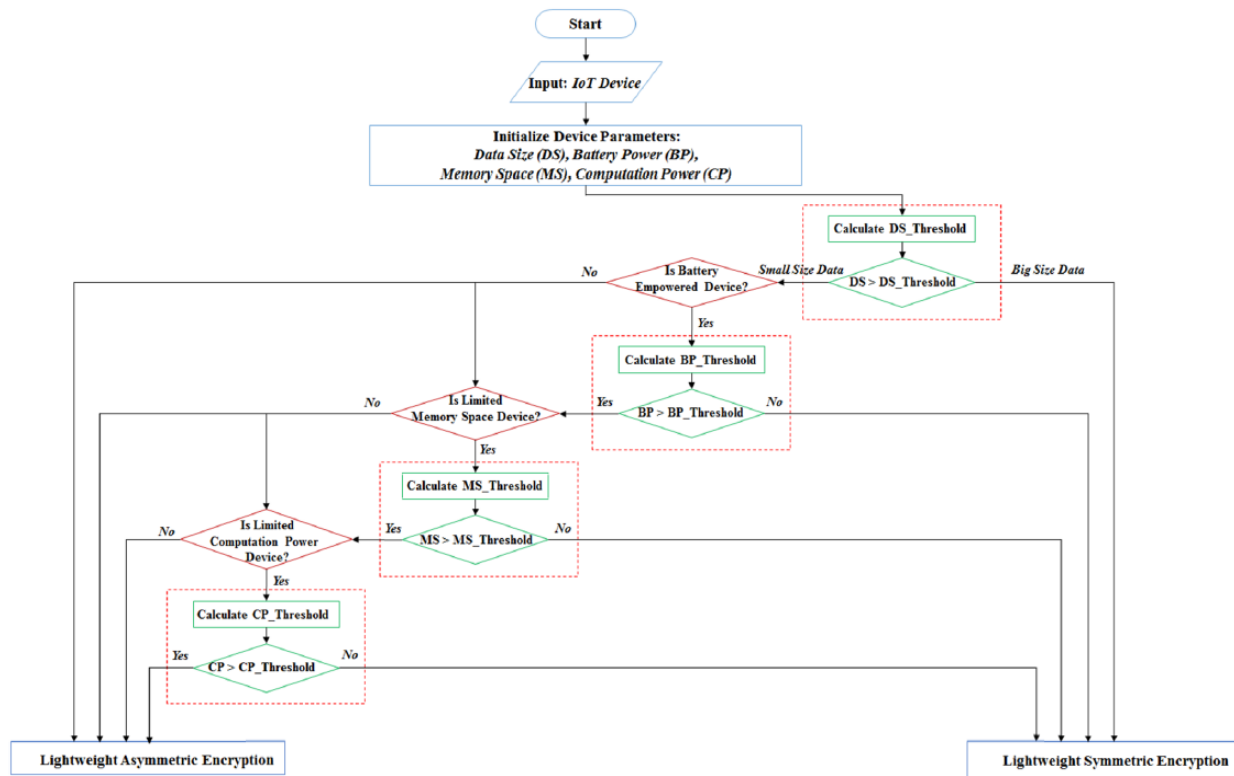 Start
Input: IoT Device
Initialize Device Parameters:
Data Size (DS), Battery Power (BP),
Memory Space (MS), Computation Power (CP)
Calculate DS_Threshold
No
Is Battery
Empowered Device?
Small Size Data
DS > DS_Threshold
Big Size Data
Yes
Calculate BP_Threshold
No
Is Limited
Memory Space Device?
Yes
BP > BP_Threshold
No
Yes
Calculate MS_Threshold
No
Is Limited
Computation Power
Device?
Yes
MS > MS_Threshold
No
Yes
Calculate CP_Threshold
Yes
CP > CP_Threshold
No
Lightweight Asymmetric Encryption
Lightweight Symmetric Encryption